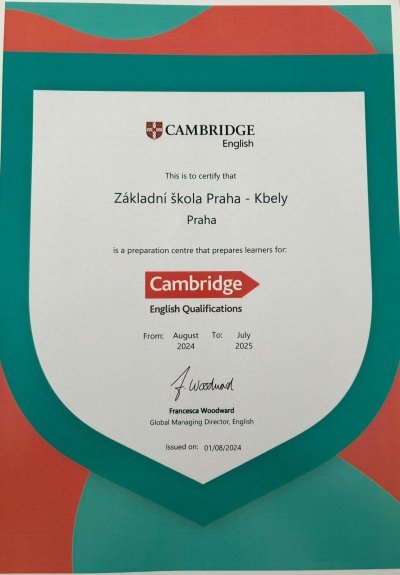 CAMBRIDGE
English
This is to certify that
Základní škola Praha - Kbely
Praha
is a preparation centre that prepares learners for:
Cambridge
English Qualifications
From: August 2024 To: July 2025
F. Woodward
Francesca Woodward
Global Managing Director, English
Issued on: 01/08/2024